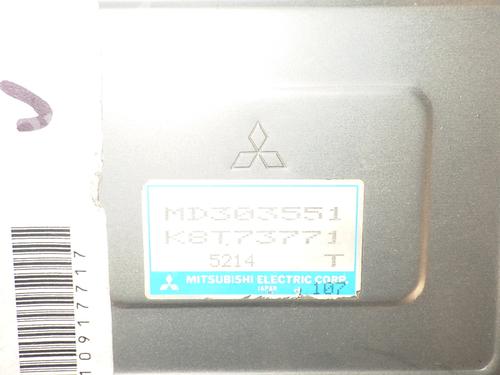 MD303551
K8T73771
5214 T
MITSUBISHI ELECTRIC CORP.
JAPAN
107
109177717